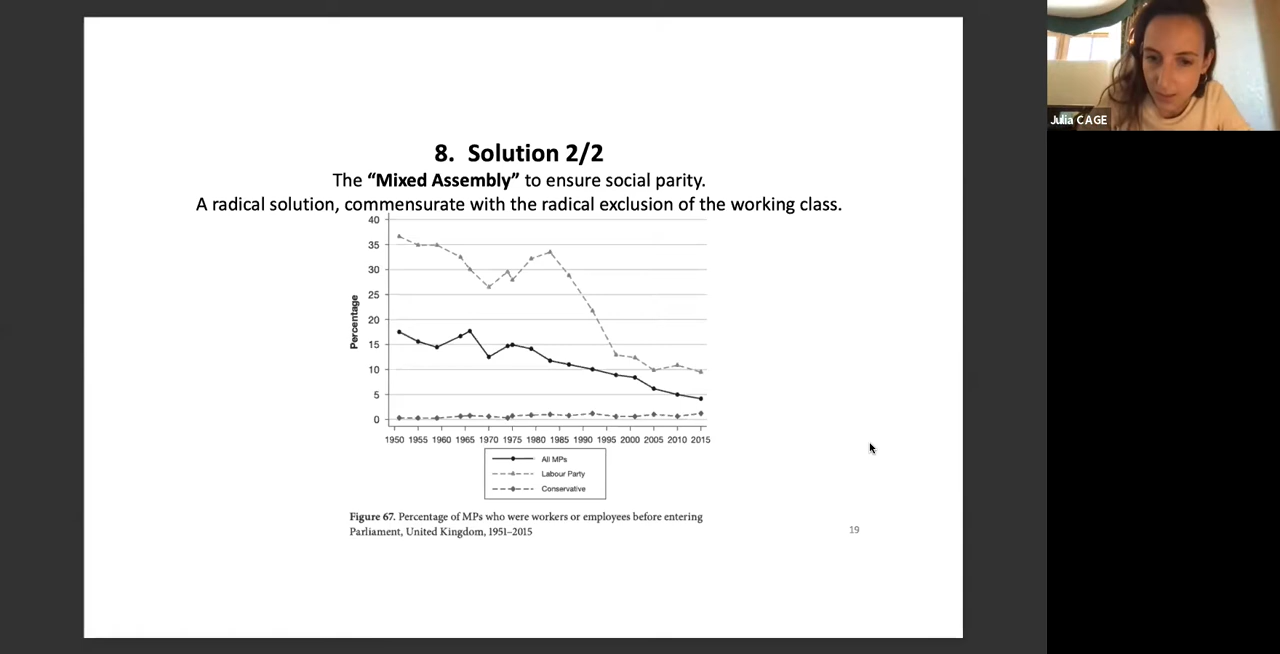 8. Solution 2/2
The “Mixed Assembly” to ensure social parity.
A radical solution, commensurate with the radical exclusion of the working class.
40
35
30
25
20
15
10
5
0
Percentage
1950 1955 1960 1965 1970 1975 1980 1985 1990 1995 2000 2005 2010 2015
All MPs
Labour Party
Conservative
Figure 67. Percentage of MPs who were workers or employees before entering
Parliament, United Kingdom, 1951–2015
19
Julia CAGE